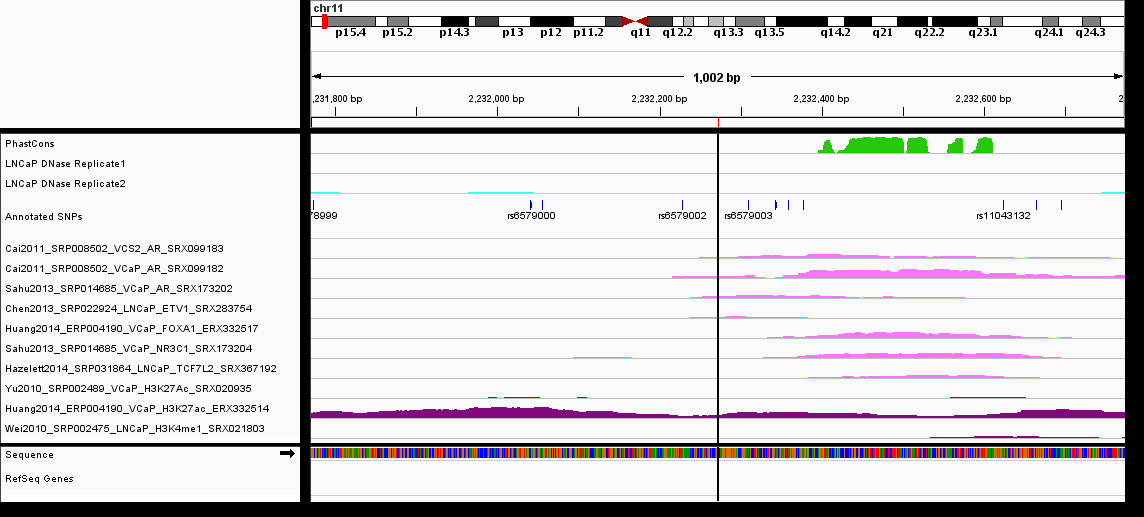 chr11
p15.4 p15.2 p14.3 p13 p12 p11.2 q11 q12.2 q13.3 q13.5 q14.2 q21 q22.2 q23.1 q24.1 q24.3
1,002 bp
,231,800 bp 2,232,000 bp 2,232,200 bp 2,232,400 bp 2,232,600 bp 2
PhastCons
LNCaP DNase Replicate1
LNCaP DNase Replicate2
Annotated SNPs
78999 rs6579000 rs6579002 rs6579003 rs11043132
Cai2011_SRP008502_VCS2_AR_SRX099183
Cai2011_SRP008502_VCaP_AR_SRX099182
Sahu2013_SRP014685_VCaP_AR_SRX173202
Chen2013_SRP022924_LNCaP_ETV1_SRX283754
Huang2014_ERP004190_VCaP_FOXA1_ERX332517
Sahu2013_SRP014685_VCaP_NR3C1_SRX173204
Hazelett2014_SRP031864_LNCaP_TCF7L2_SRX367192
Yu2010_SRP002489_VCaP_H3K27Ac_SRX020935
Huang2014_ERP004190_VCaP_H3K27ac_ERX332514
Wei2010_SRP002475_LNCaP_H3K4me1_SRX021803
Sequence
RefSeq Genes